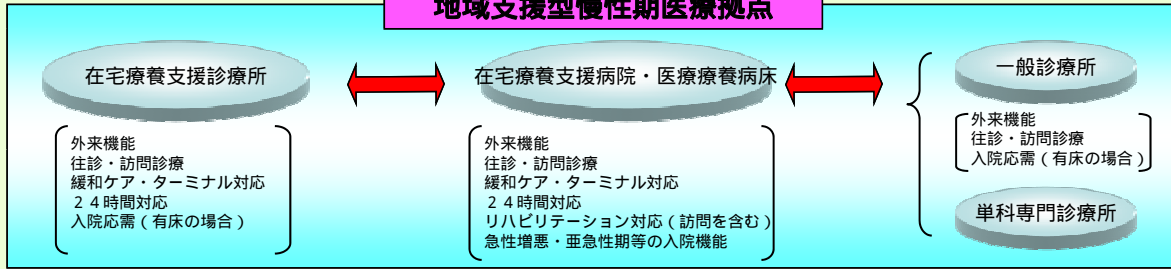 地域支援型慢性期医療拠点
在宅療養支援診療所
外来機能
往診・訪問診療
緩和ケア・ターミナル対応
２４時間対応
入院応需（有床の場合）
在宅療養支援病院・医療療養病床
外来機能
往診・訪問診療
緩和ケア・ターミナル対応
２４時間対応
リハビリテーション対応（訪問を含む）
急性増悪・亜急性期等の入院機能
一般診療所
外来機能
往診・訪問診療
入院応需（有床の場合）
単科専門診療所